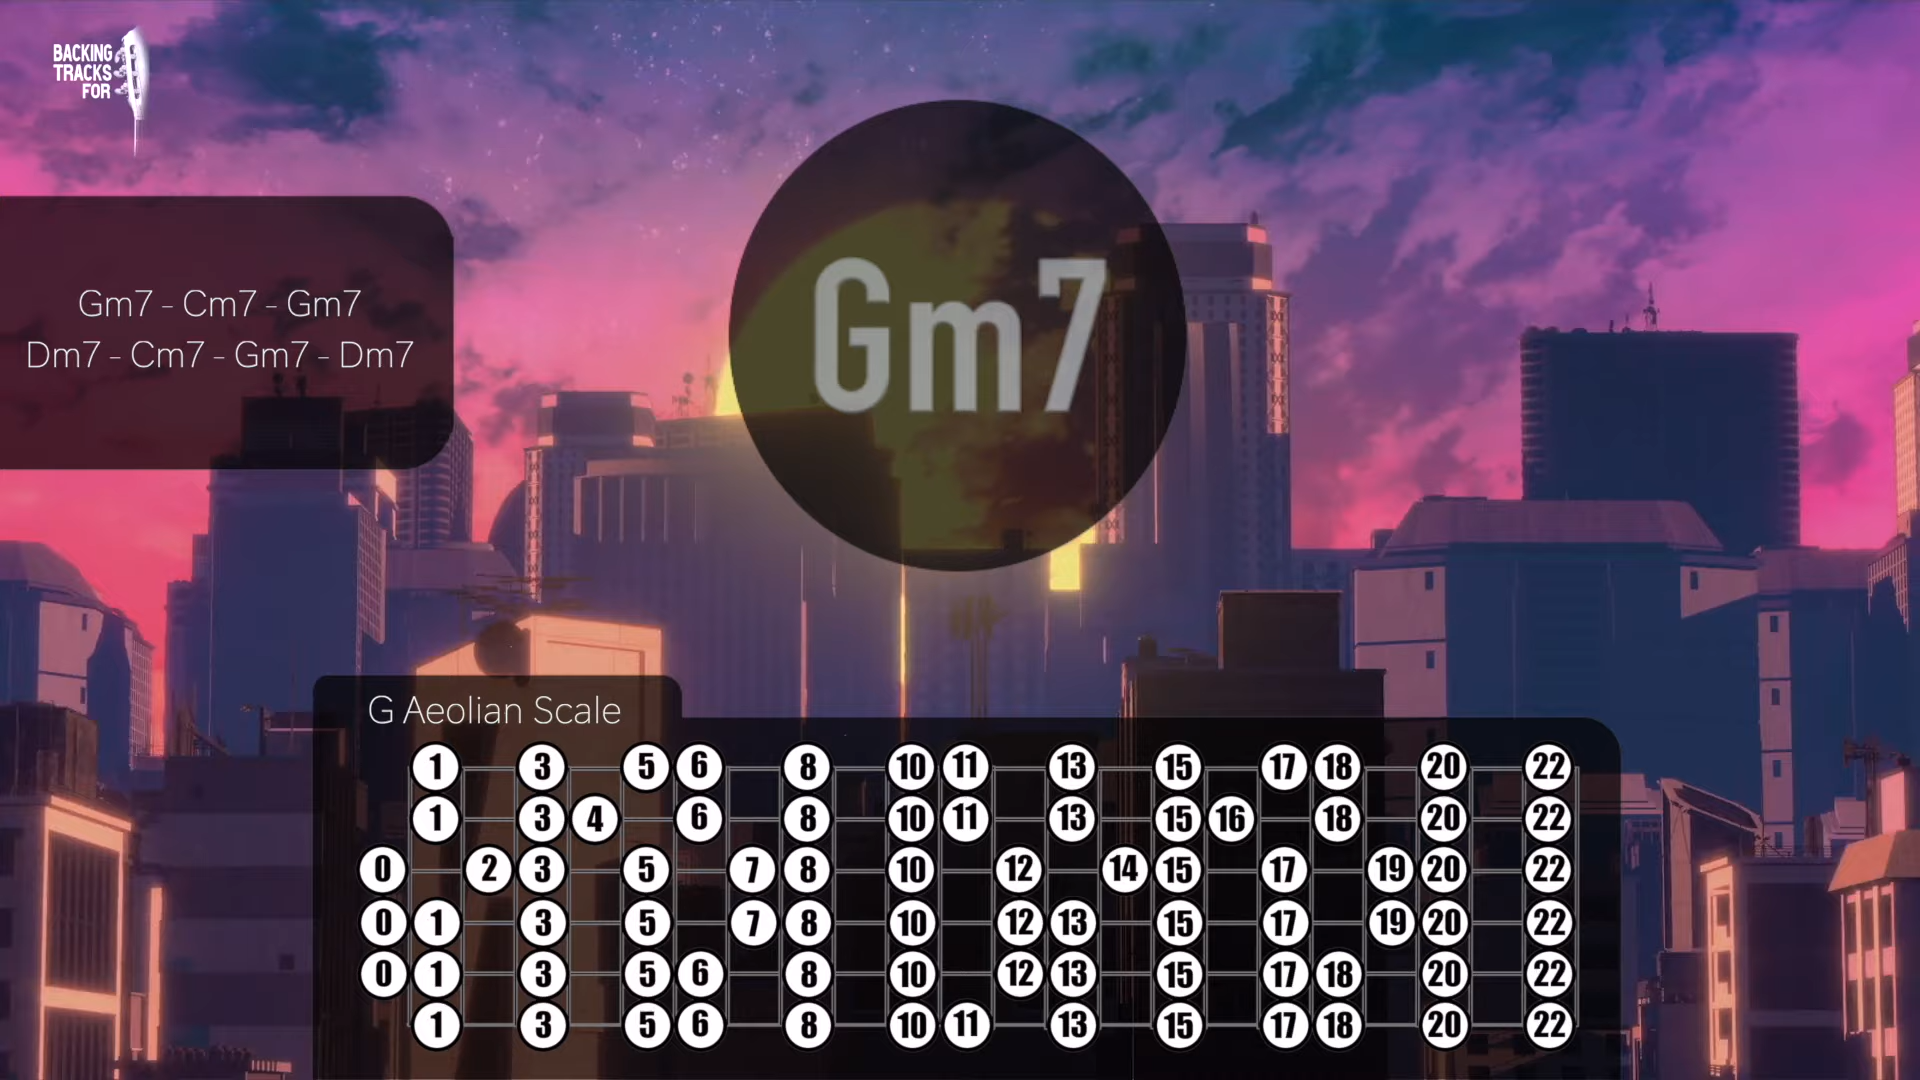 BACKING
TRACKS
FOR
Gm7
Gm7 - Cm7 - Gm7
Dm7 - Cm7 - Gm7 - Dm7
G Aeolian Scale
1 3 5 6 8 10 11 13 15 17 18 20 22
1 3 4 6 8 10 11 13 15 16 18 20 22
0 2 3 5 7 8 10 12 14 15 17 19 20 22
0 1 3 5 7 8 10 12 13 15 17 19 20 22
0 1 3 5 6 8 10 12 13 15 17 18 20 22
1 3 5 6 8 10 11 13 15 17 18 20 22